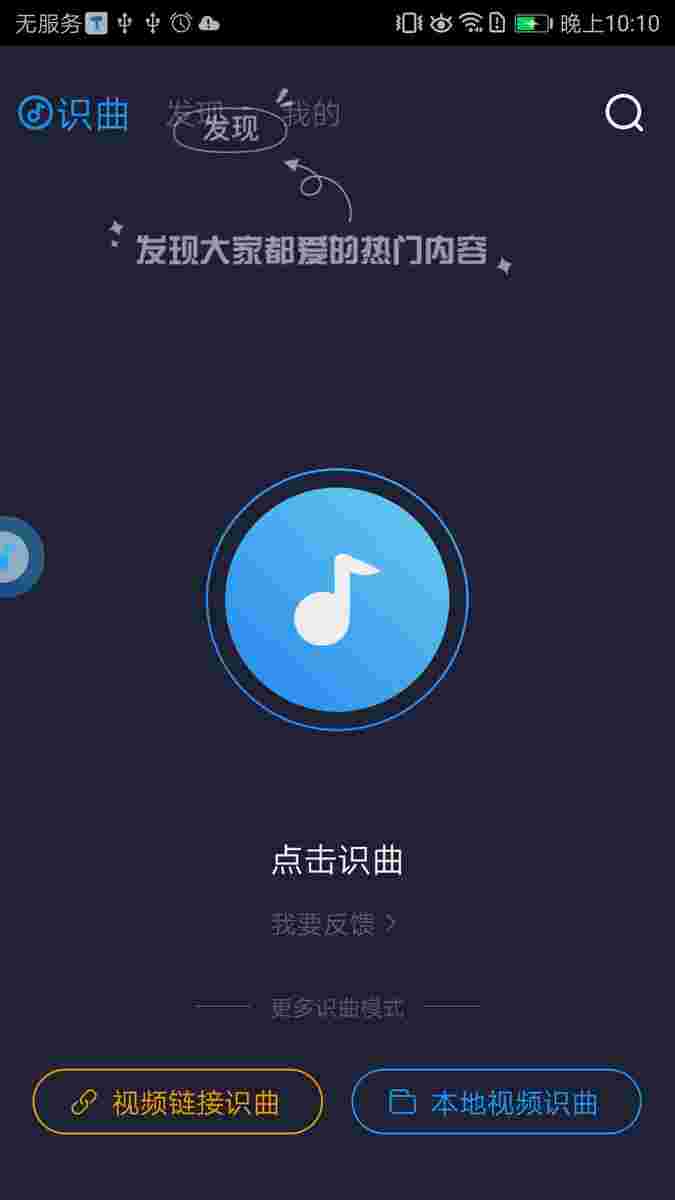 无服务 晚上10:10
识曲 发现 我的
发现
发现大家都爱的热门内容
点击识曲
我要反馈
更多识曲模式
视频链接识曲 本地视频识曲